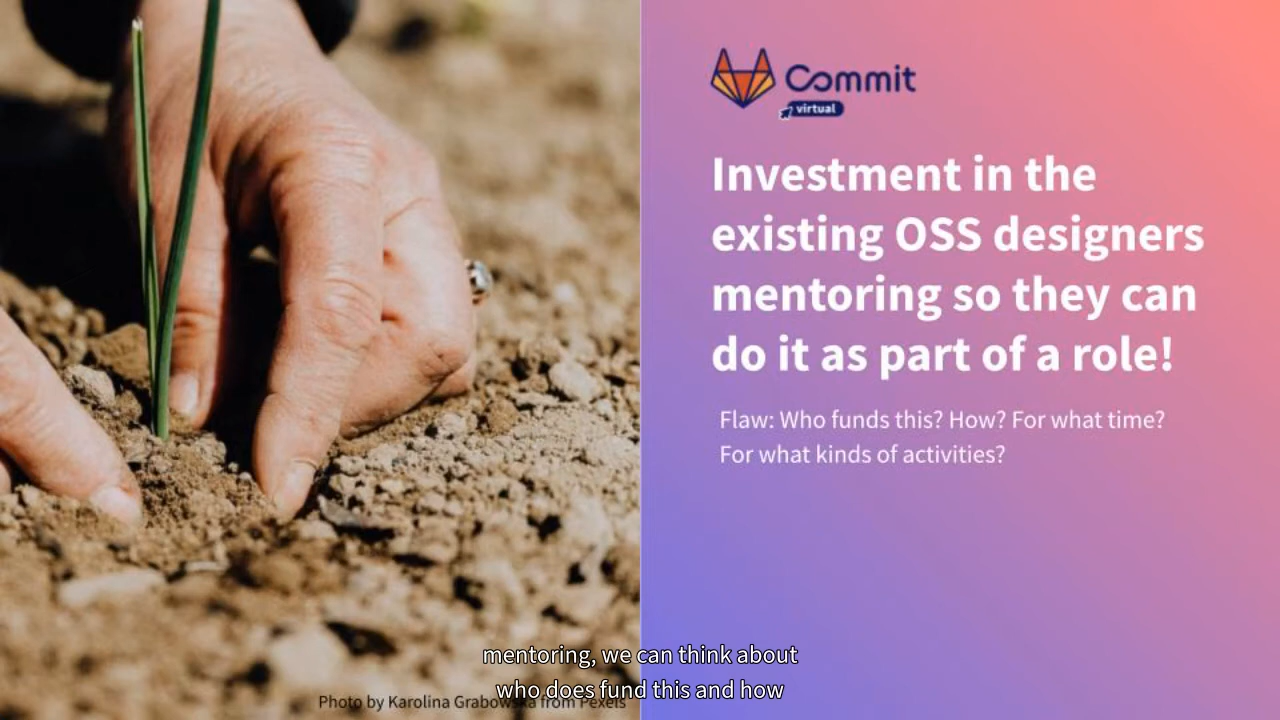 Commit
virtual
Investment in the
existing OSS designers
mentoring so they can
do it as part of a role!
Flaw: Who funds this? How? For what time?
For what kinds of activities?
mentoring, we can think about
who does fund this and how
Photo by Karolina Grabowska from Pexels